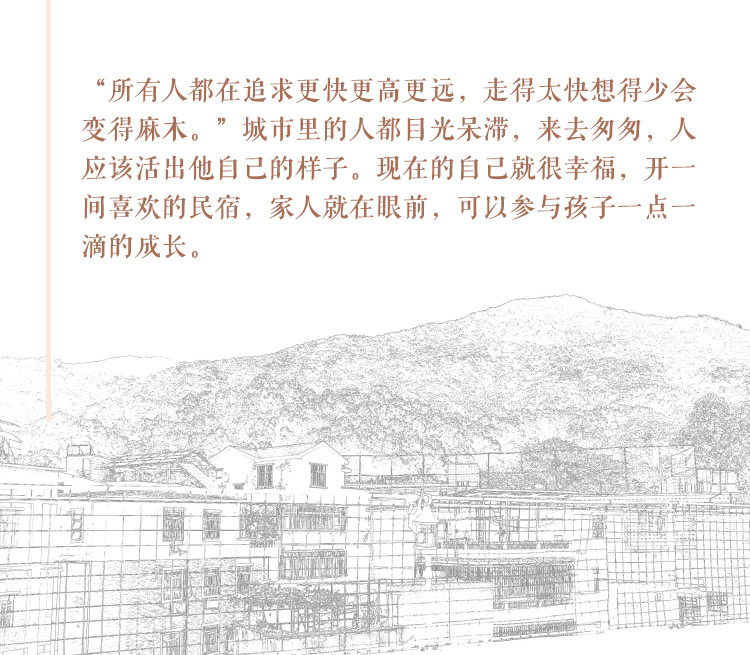 “所有人都在追求更快更高更远，走得太快想得少会
变得麻木。”城市里的人都目光呆滞，来去匆匆，人
应该活出他自己的样子。现在的自己就很幸福，开一
间喜欢的民宿，家人就在眼前，可以参与孩子一点一
滴的成长。